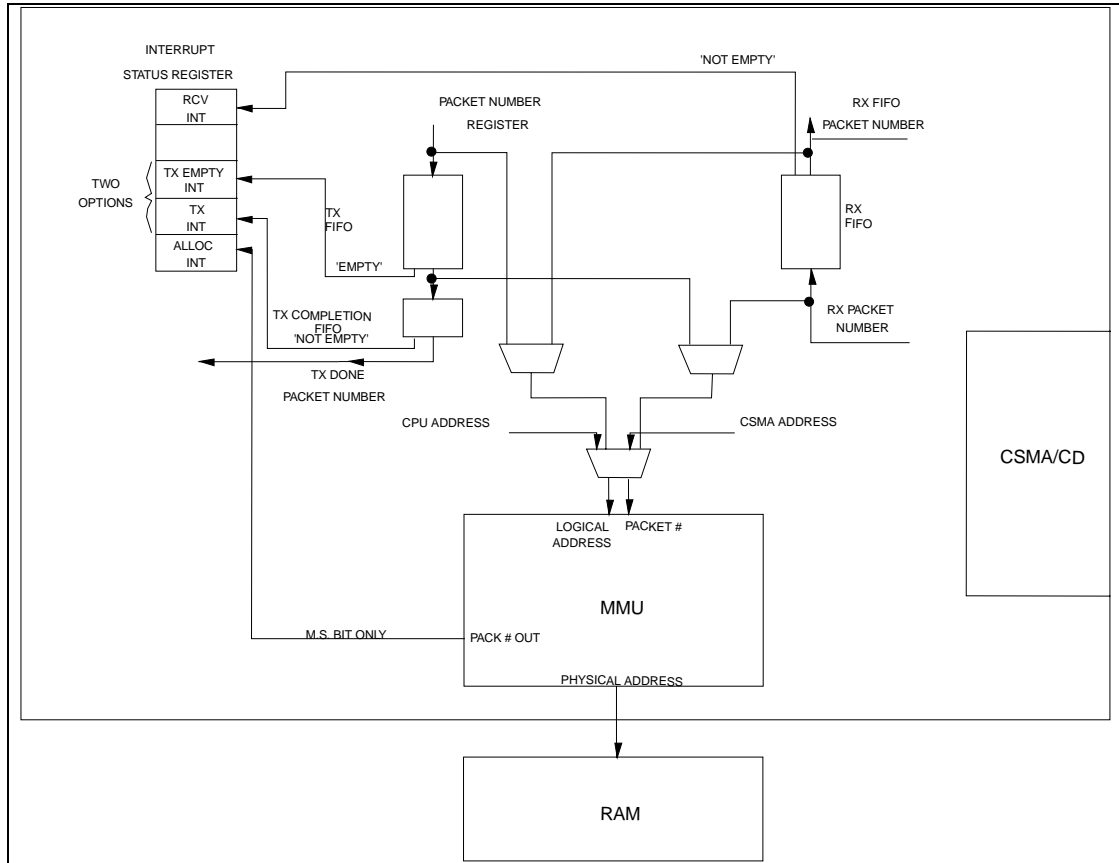 INTERRUPT
STATUS REGISTER
RCV
INT
TX EMPTY
INT
TX
INT
ALLOC
INT
TWO
OPTIONS
'NOT EMPTY'
PACKET NUMBER
REGISTER
RX FIFO
PACKET NUMBER
TX
FIFO
RX
FIFO
'EMPTY'
TX COMPLETION
FIFO
'NOT EMPTY'
TX DONE
PACKET NUMBER
RX PACKET
NUMBER
CPU ADDRESS
CSMA ADDRESS
CSMA/CD
LOGICAL
ADDRESS
PACKET #
MMU
M.S. BIT ONLY
PACK # OUT
PHYSICAL ADDRESS
RAM